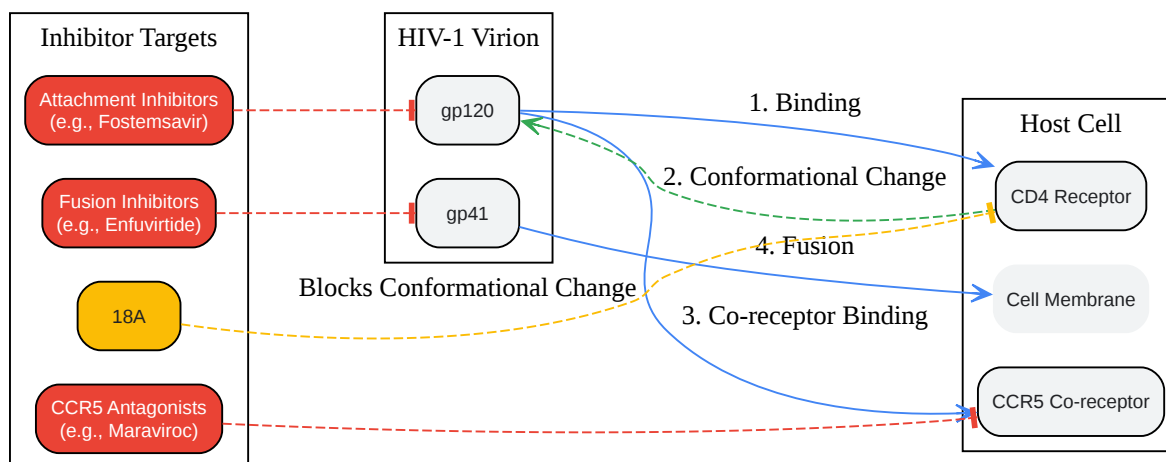 Inhibitor Targets
Attachment Inhibitors
(e.g., Fostemsavir)
Fusion Inhibitors
(e.g., Enfuvirtide)
18A
CCR5 Antagonists
(e.g., Maraviroc)
HIV-1 Virion
gp120
gp41
1. Binding
2. Conformational Change
4. Fusion
Blocks Conformational Change
3. Co-receptor Binding
Host Cell
CD4 Receptor
Cell Membrane
CCR5 Co-receptor